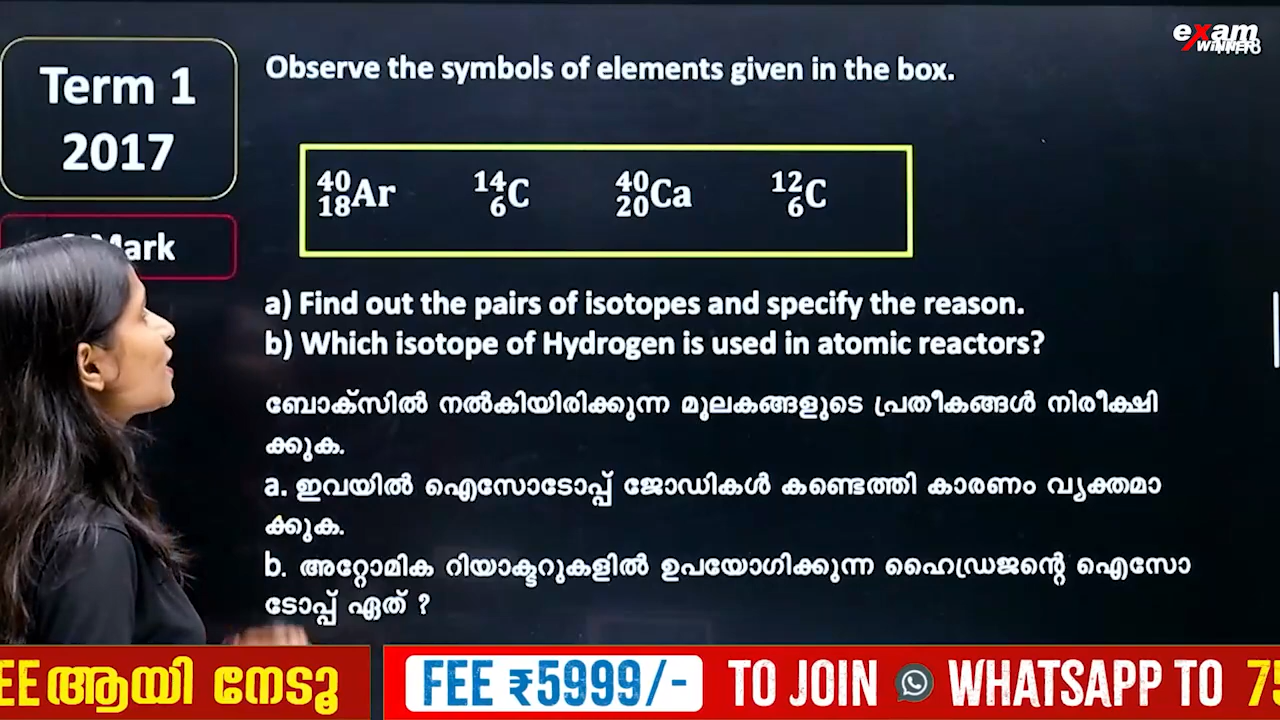 Term 1
2017
Mark
exam
WINNER
Observe the symbols of elements given in the box.
⁴⁰₁₈Ar ¹⁴₆C ⁴⁰₂₀Ca ¹²₆C
a) Find out the pairs of isotopes and specify the reason.
b) Which isotope of Hydrogen is used in atomic reactors?
ബോക്സിൽ നൽകിയിരിക്കുന്ന മൂലകങ്ങളുടെ പ്രതീകങ്ങൾ നിരീക്ഷി
ക്കുക.
a. ഇവയിൽ ഐസോടോപ്പ് ജോഡികൾ കണ്ടെത്തി കാരണം വ്യക്തമാ
ക്കുക.
b. അറ്റോമിക റിയാക്ടറുകളിൽ ഉപയോഗിക്കുന്ന ഹൈഡ്രജന്റെ ഐസോ
ടോപ്പ് ഏത് ?
EE ആയി നേടൂ FEE ₹5999/- TO JOIN WHATSAPP TO 75